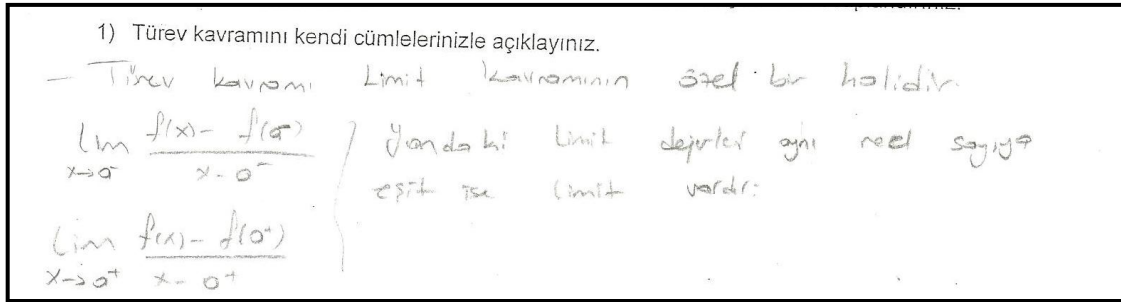 1) Türev kavramını kendi cümlelerinizle açıklayınız.
- Türev kavramı Limit kavramının özel bir halidir.
lim x→a⁻ f(x) - f(a⁻) / x - a⁻
Yandaki limit değerleri aynı reel sayıya
eşit ise limit vardır.
lim x→a⁺ f(x) - f(a⁺) / x - a⁺